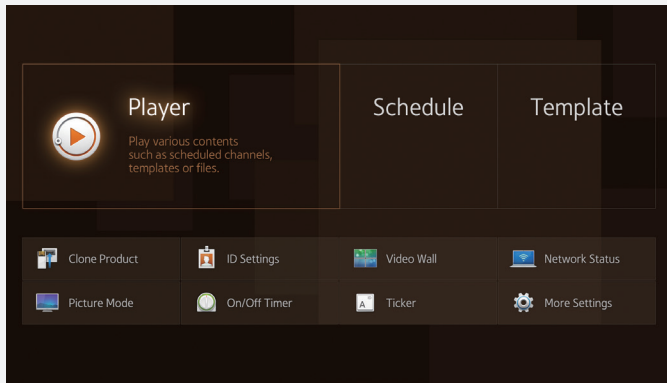 Player
Play various contents
such as scheduled channels,
templates or files.
Schedule
Template
Clone Product
ID Settings
Video Wall
Network Status
Picture Mode
On/Off Timer
A
Ticker
More Settings